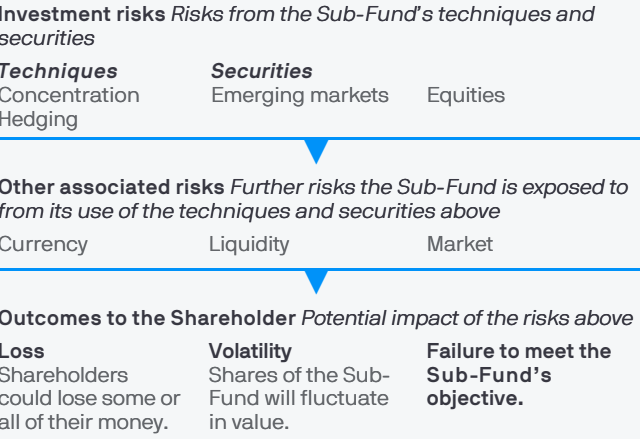 Investment risks Risks from the Sub-Fund's techniques and
securities
Techniques Securities
Concentration Emerging markets Equities
Hedging
Other associated risks Further risks the Sub-Fund is exposed to
from its use of the techniques and securities above
Currency Liquidity Market
Outcomes to the Shareholder Potential impact of the risks above
Loss Volatility Failure to meet the
Shareholders Shares of the Sub- Sub-Fund's
could lose some or Fund will fluctuate objective.
all of their money. in value.